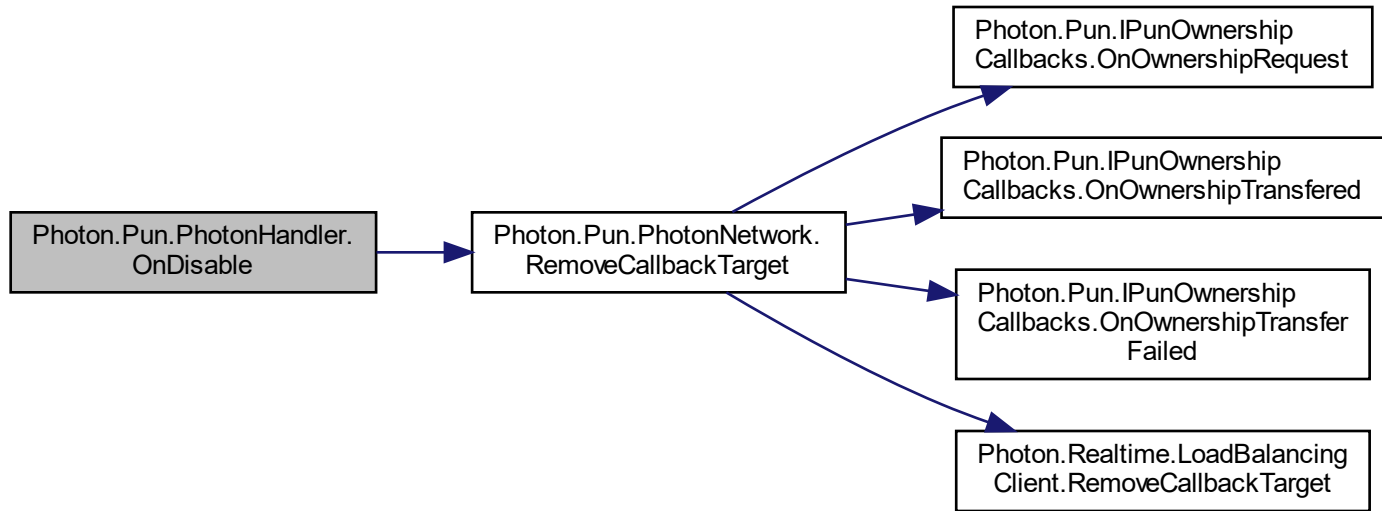 Photon.Pun.IPunOwnership
Callbacks.OnOwnershipRequest
Photon.Pun.IPunOwnership
Callbacks.OnOwnershipTransfered
Photon.Pun.PhotonHandler.
OnDisable
Photon.Pun.PhotonNetwork.
RemoveCallbackTarget
Photon.Pun.IPunOwnership
Callbacks.OnOwnershipTransfer
Failed
Photon.Realtime.LoadBalancing
Client.RemoveCallbackTarget